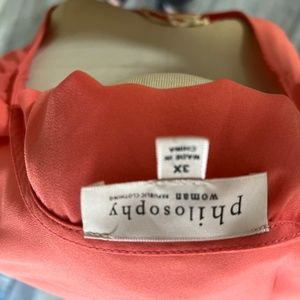 philosophy
woman
REPUBLIC CLOTHING
3X
MADE IN
CHINA